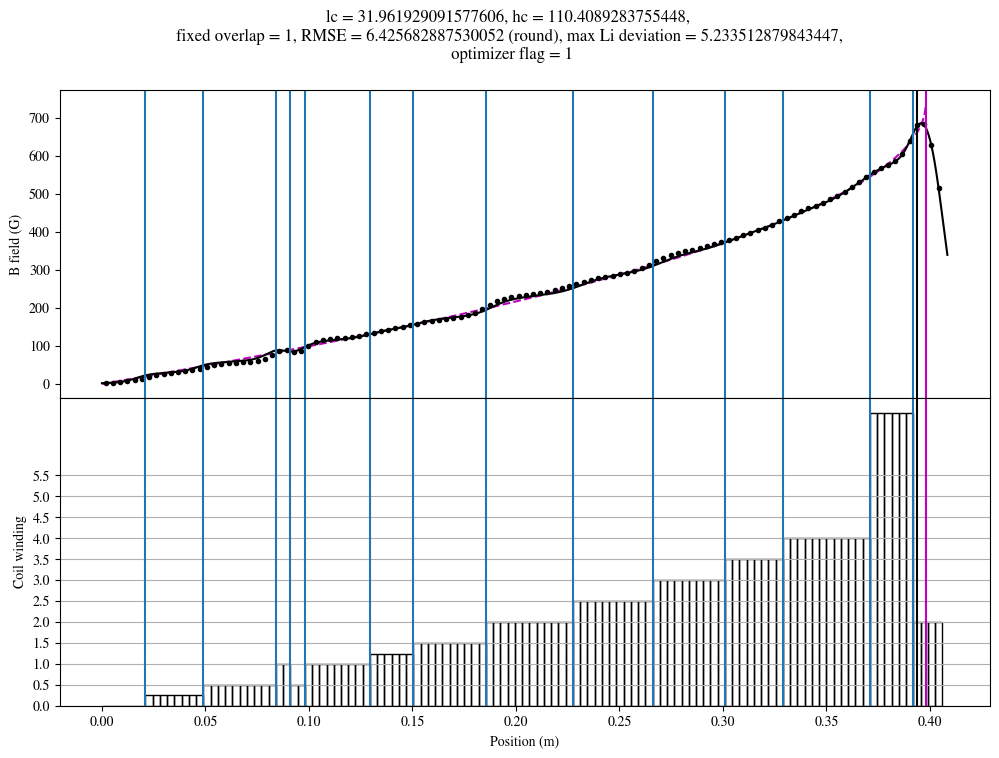 lc = 31.961929091577606, hc = 110.4089283755448,
fixed overlap = 1, RMSE = 6.425682887530052 (round), max Li deviation = 5.233512879843447,
optimizer flag = 1
B field (G)
700
600
500
400
300
200
100
0
Coil winding
5.5
5.0
4.5
4.0
3.5
3.0
2.5
2.0
1.5
1.0
0.5
0.0
0.00 0.05 0.10 0.15 0.20 0.25 0.30 0.35 0.40
Position (m)